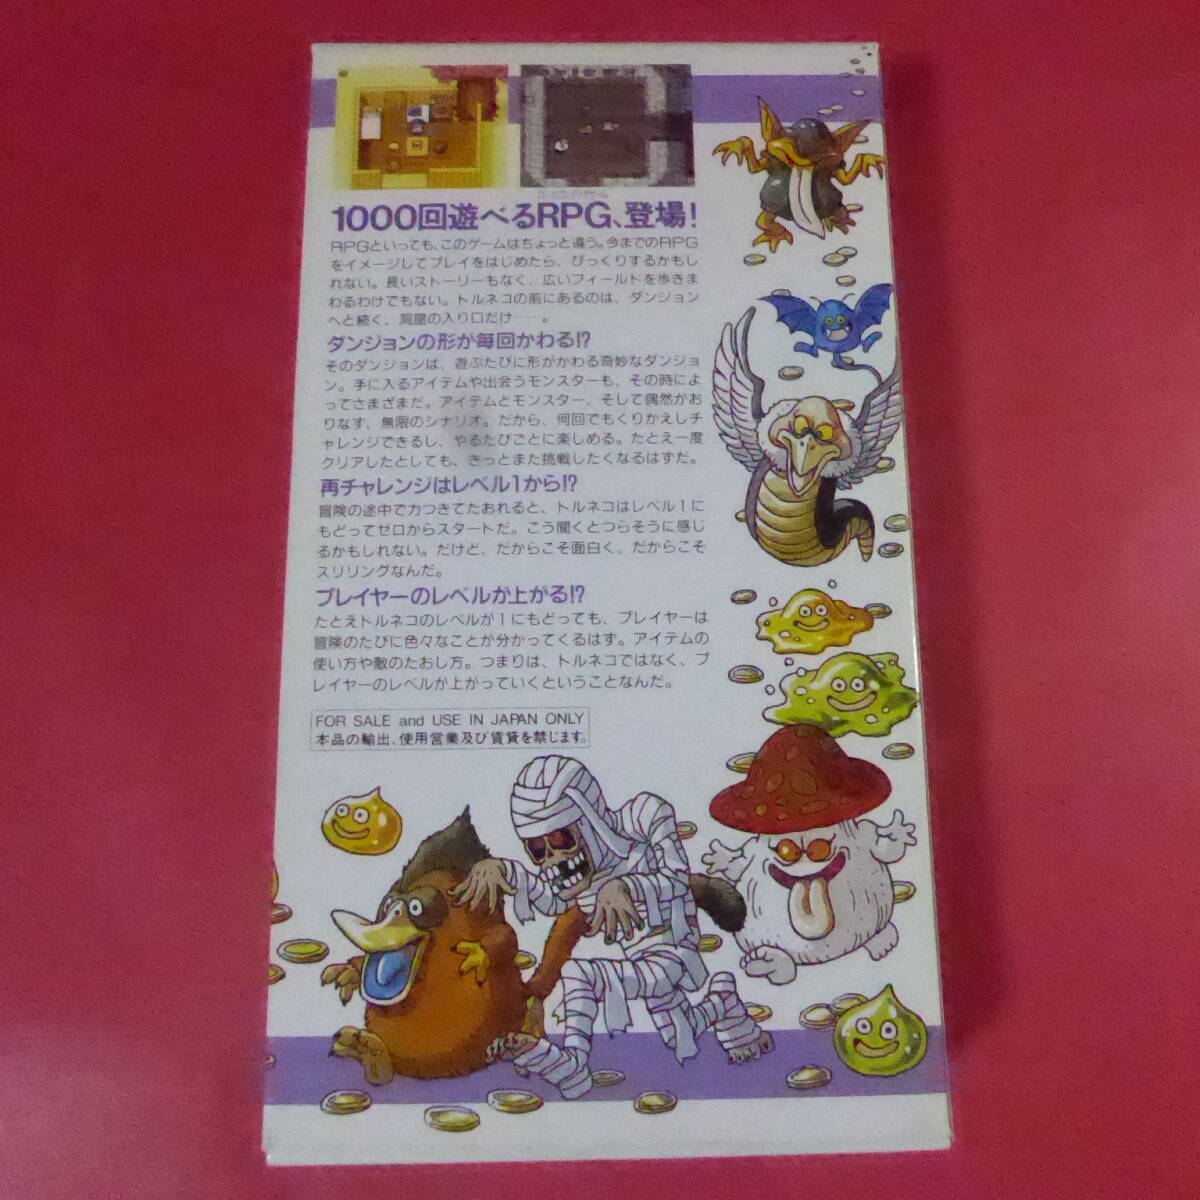 ロールプレイングゲーム
1000回遊べるRPG、登場!
RPGといっても、このゲームはちょっと違う。今までのRPG
をイメージしてプレイをはじめたら、びっくりするかもし
れない。長いストーリーもなく、広いフィールドを歩きま
わるわけでもない。トルネコの前にあるのは、ダンジョン
へと続く、洞窟の入り口だけ……。
ダンジョンの形が毎回かわる!?
そのダンジョンは、遊ぶたびに形がかわる奇妙なダンジョ
ン。手に入るアイテムや出会うモンスターも、その時によ
ってさまざまだ。アイテムとモンスター、そして偶然がお
りなす、無限のシナリオ。だから、何回でもくりかえしチ
ャレンジできるし、やるたびごとに楽しめる。たとえ一度
クリアしたとしても、きっとまた挑戦したくなるはずだ。
再チャレンジはレベル1から!?
冒険の途中で力つきてたおれると、トルネコはレベル1に
もどってゼロからスタートだ。こう聞くとつらそうに感じ
るかもしれない。だけど、だからこそ面白く、だからこそ
スリリングなんだ。
プレイヤーのレベルが上がる!?
たとえトルネコのレベルが1にもどっても、プレイヤーは
冒険のたびに色々なことが分かってくるはず。アイテムの
使い方や敵のたおし方。つまりは、トルネコではなく、プ
レイヤーのレベルが上がっていくということなんだ。
FOR SALE and USE IN JAPAN ONLY
本品の輸出、使用営業及び賃貸を禁じます。